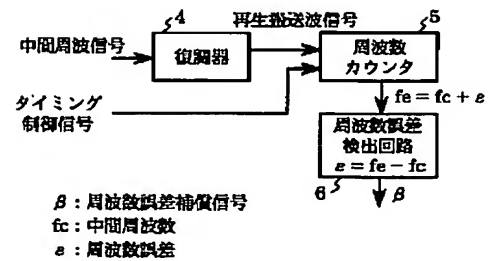 再生搬送波信号
4
5
中間周波信号
復調器
周波数
カウンタ
タイミング
制御信号
fe = fc + ε
周波数誤差
検出回路
ε = fe − fc
6
β
β：周波数誤差補償信号
fc：中間周波数
ε：周波数誤差